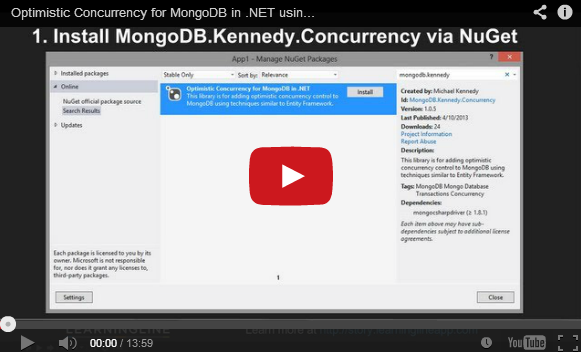 Optimistic Concurrency for MongoDB in .NET usin...
1. Install MongoDB.Kennedy.Concurrency via NuGet
App1 - Manage NuGet Packages
Installed packages
Online
NuGet official package source
Search Results
Updates
Each package is licensed to you by its
owner. Microsoft is not responsible
for, nor does it grant any licenses to,
third-party packages.
Stable Only
Sort by: Relevance
Optimistic Concurrency for MongoDB in .NET
This library is for adding optimistic concurrency control to
MongoDB using techniques similar to Entity Framework.
Install
1
mongodb.kennedy
Created by: Michael Kennedy
Id: MongoDB.Kennedy.Concurrency
Version: 1.0.5
Last Published: 4/10/2013
Downloads: 24
Project Information
Report Abuse
Description:
This library is for adding optimistic
concurrency control to MongoDB using
techniques similar to Entity Framework.
Tags: MongoDB Mongo Database
Transactions Concurrency
Dependencies:
mongocsharpdriver (≥ 1.8.1)
Each item above may have sub-
dependencies subject to additional license
agreements.
Settings
Close
LEARNINGLINE
Learn more at
00:00 / 13:59
YouTube